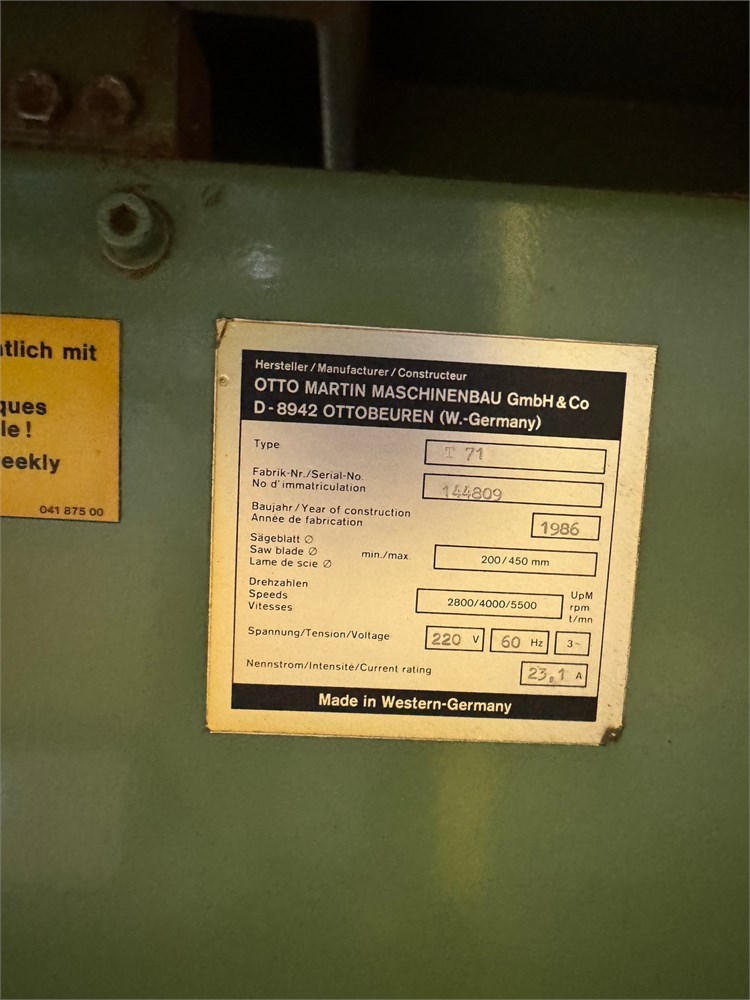 tlich mit
ques
le!
eekly
041 875 00
Hersteller/Manufacturer/Constructeur
OTTO MARTIN MASCHINENBAU GmbH & Co
D-8942 OTTOBEUREN (W.-Germany)
Type T 71
Fabrik-Nr./Serial-No.
No d'immatriculation 144809
Baujahr/Year of construction
Année de fabrication 1986
Sägeblatt ∅
Saw blade ∅ min./max. 200/450 mm
Lame de scie ∅
Drehzahlen UpM
Speeds 2800/4000/5500 rpm
Vitesses t/mn
Spannung/Tension/Voltage 220 V 60 Hz 3~
Nennstrom/Intensité/Current rating 23,1 A
Made in Western-Germany